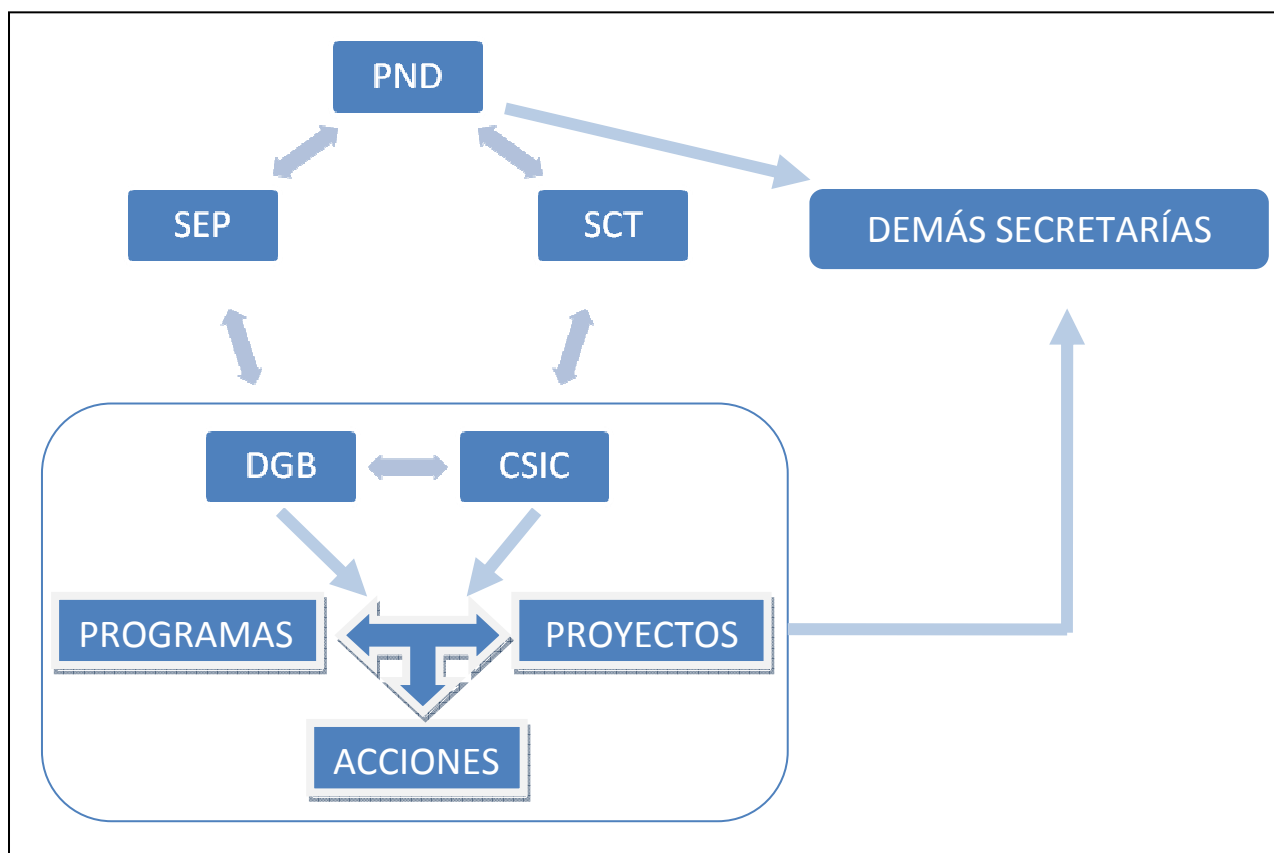 PND
SEP
SCT
DEMÁS SECRETARÍAS
DGB
CSIC
PROGRAMAS
PROYECTOS
ACCIONES